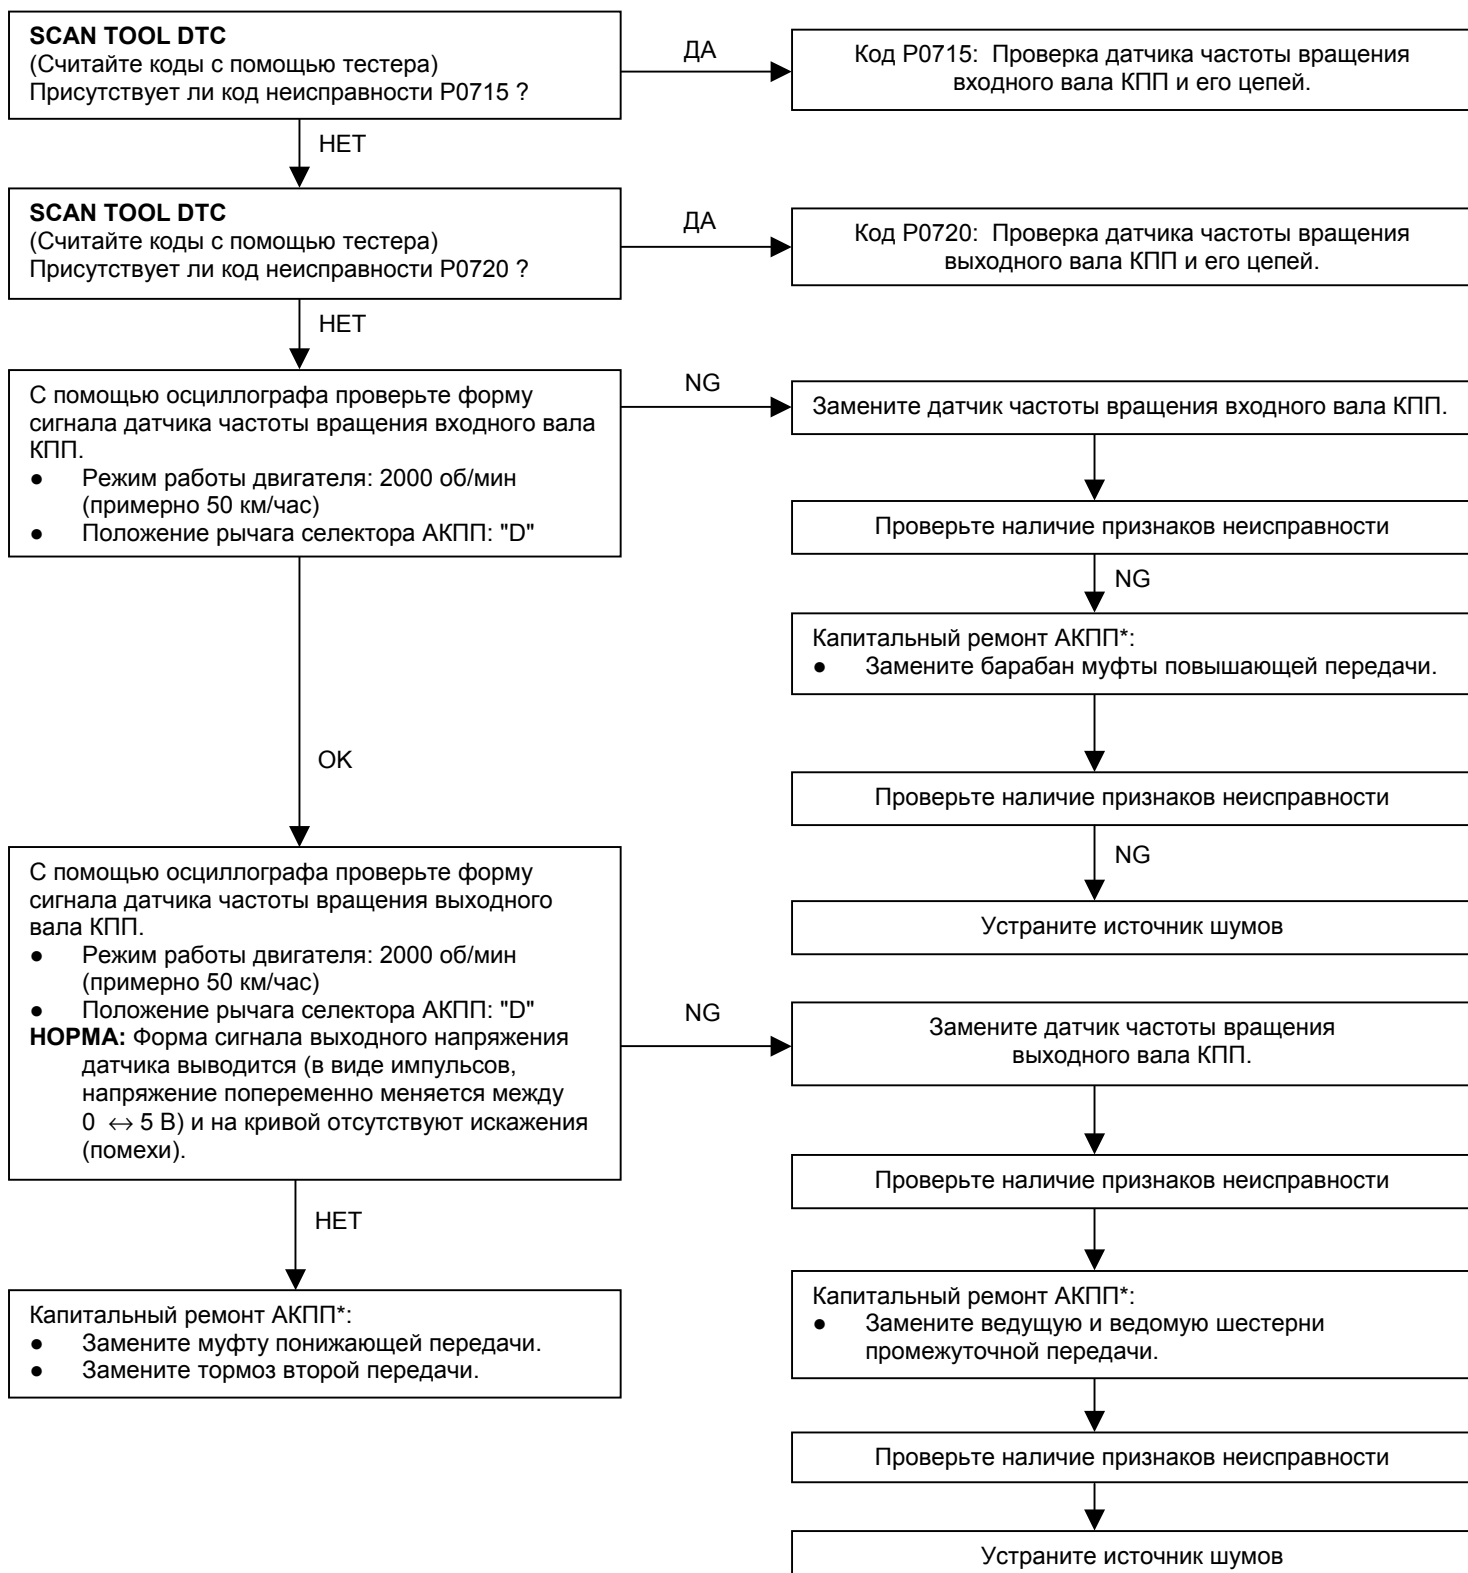 SCAN TOOL DTC
(Считайте коды с помощью тестера)
Присутствует ли код неисправности P0715 ?
ДА
Код P0715: Проверка датчика частоты вращения
входного вала КПП и его цепей.
НЕТ
SCAN TOOL DTC
(Считайте коды с помощью тестера)
Присутствует ли код неисправности P0720 ?
ДА
Код P0720: Проверка датчика частоты вращения
выходного вала КПП и его цепей.
НЕТ
С помощью осциллографа проверьте форму
сигнала датчика частоты вращения входного вала
КПП.
● Режим работы двигателя: 2000 об/мин
(примерно 50 км/час)
● Положение рычага селектора АКПП: "D"
NG
Замените датчик частоты вращения входного вала КПП.
Проверьте наличие признаков неисправности
NG
Капитальный ремонт АКПП*:
● Замените барабан муфты повышающей передачи.
Проверьте наличие признаков неисправности
NG
Устраните источник шумов
OK
С помощью осциллографа проверьте форму
сигнала датчика частоты вращения выходного
вала КПП.
● Режим работы двигателя: 2000 об/мин
(примерно 50 км/час)
● Положение рычага селектора АКПП: "D"
НОРМА: Форма сигнала выходного напряжения
датчика выводится (в виде импульсов,
напряжение попеременно меняется между
0 ↔ 5 В) и на кривой отсутствуют искажения
(помехи).
NG
Замените датчик частоты вращения
выходного вала КПП.
Проверьте наличие признаков неисправности
Капитальный ремонт АКПП*:
● Замените ведущую и ведомую шестерни
промежуточной передачи.
Проверьте наличие признаков неисправности
Устраните источник шумов
НЕТ
Капитальный ремонт АКПП*:
● Замените муфту понижающей передачи.
● Замените тормоз второй передачи.